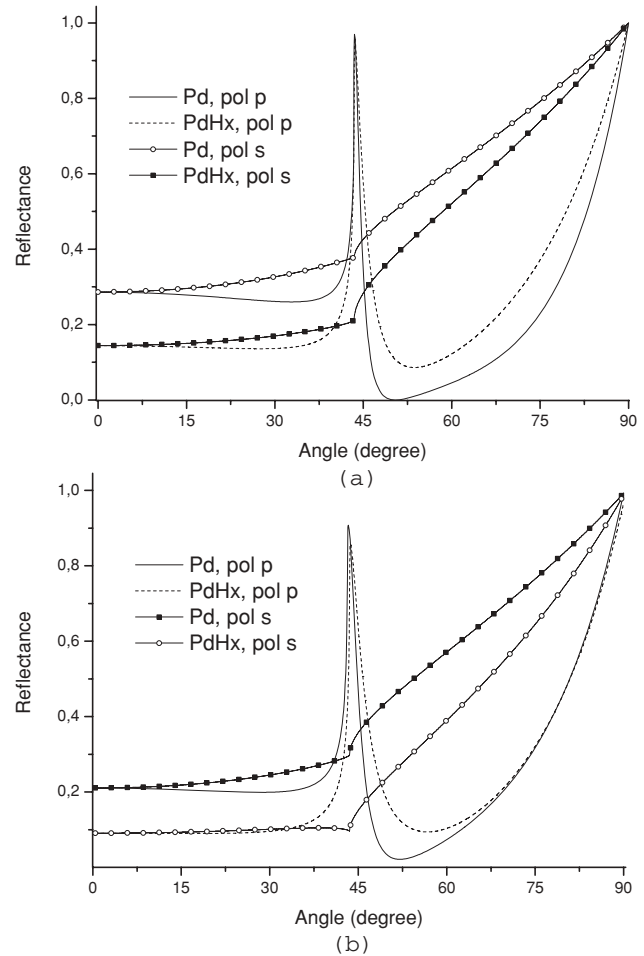 1,0
0,8
0,6
0,4
0,2
0,0
Reflectance
Pd, pol p
PdHx, pol p
Pd, pol s
PdHx, pol s
0 15 30 45 60 75 90
Angle (degree)
(a)
1,0
0,8
0,6
0,4
0,2
Reflectance
Pd, pol p
PdHx, pol p
Pd, pol s
PdHx, pol s
0 15 30 45 60 75 90
Angle (degree)
(b)